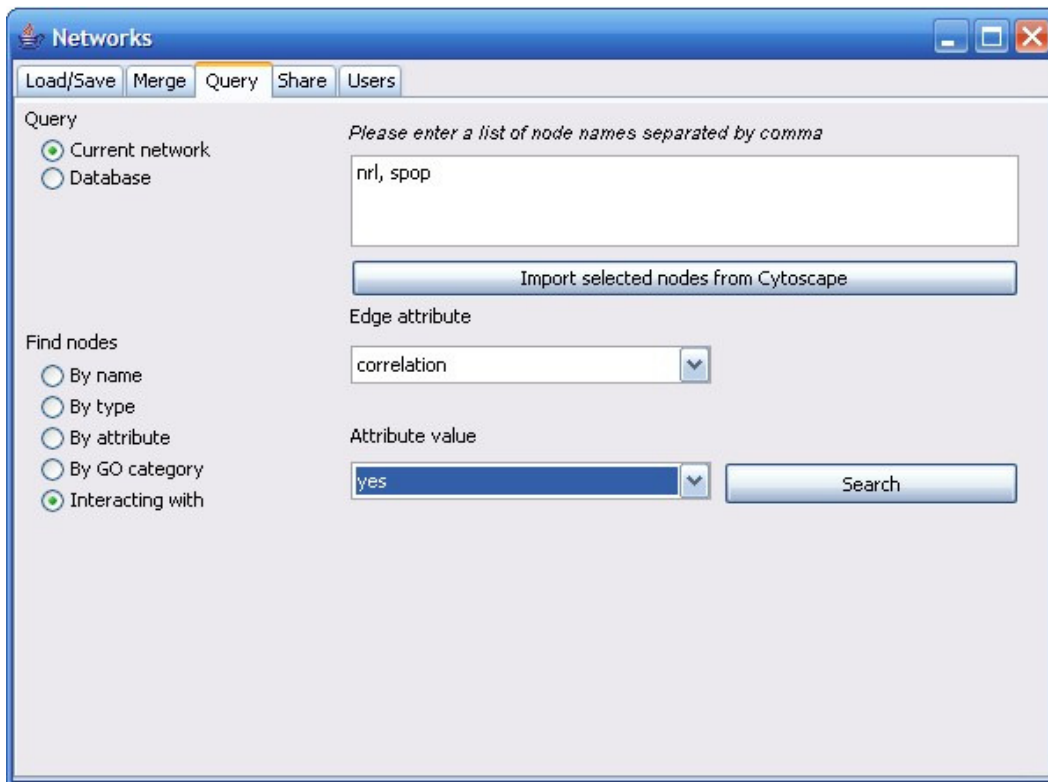 Networks
Load/Save Merge Query Share Users
Query
Current network
Database
Please enter a list of node names separated by comma
nrl, spop
Import selected nodes from Cytoscape
Find nodes
By name
By type
By attribute
By GO category
Interacting with
Edge attribute
correlation
Attribute value
yes
Search